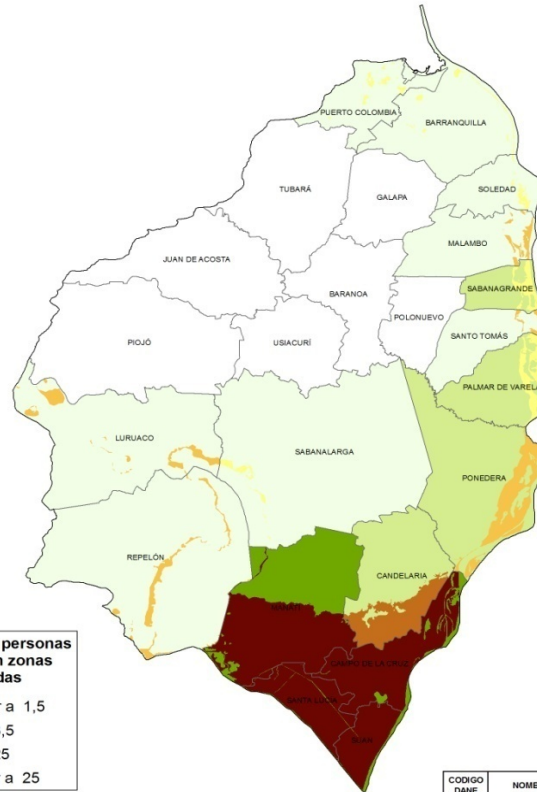 PUERTO COLOMBIA
BARRANQUILLA
TUBARÁ
GALAPA
SOLEDAD
MALAMBO
JUAN DE ACOSTA
SABANAGRANDE
BARANOA
POLONUEVO
PIOJÓ
USIACURÍ
SANTO TOMÁS
PALMAR DE VARELA
LURUACO
SABANALARGA
PONEDERA
REPELÓN
CANDELARIA
MANATÍ
CAMPO DE LA CRUZ
SANTA LUCÍA
SUAN
personas
n zonas
das
r a 1,5
,5
25
r a 25
CODIGO
DANE
NOMB